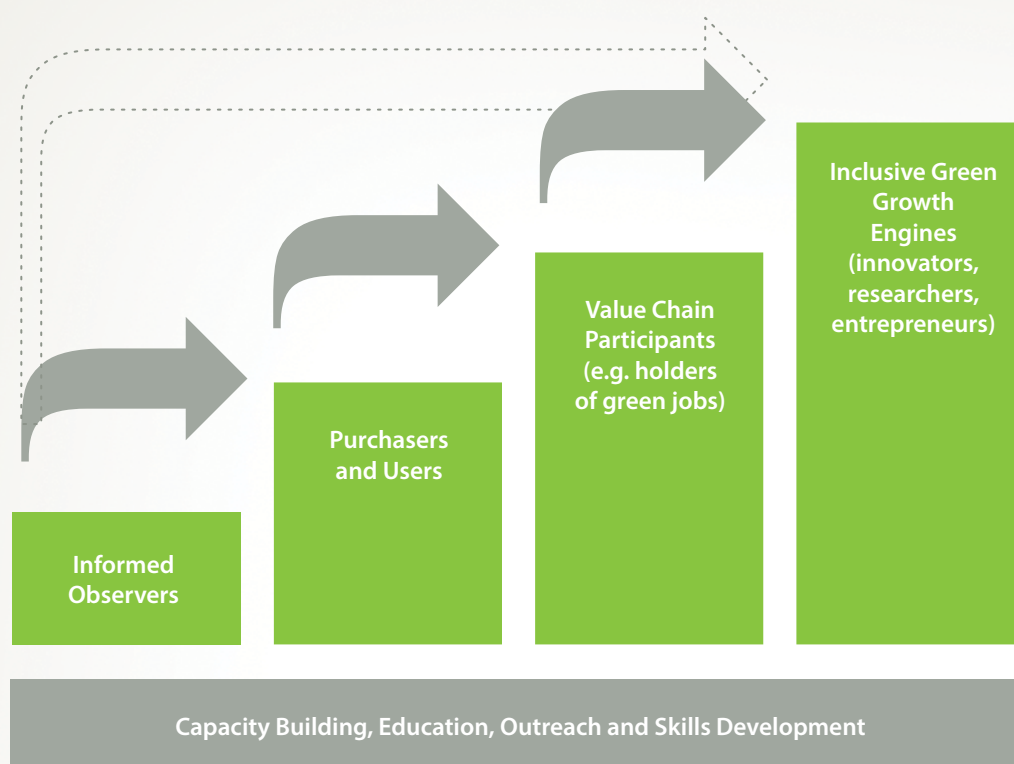 Informed
Observers
Purchasers
and Users
Value Chain
Participants
(e.g. holders
of green jobs)
Inclusive Green
Growth
Engines
(innovators,
researchers,
entrepreneurs)
Capacity Building, Education, Outreach and Skills Development